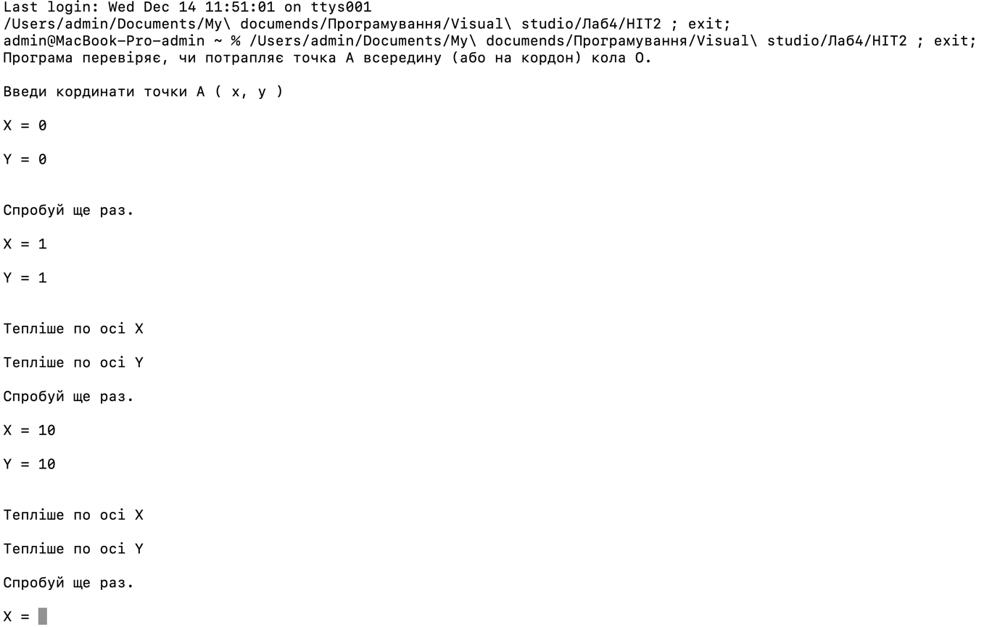 Last login: Wed Dec 14 11:51:01 on ttys001
/Users/admin/Documents/My\ documends/Програмування/Visual\ studio/Лаб4/HIT2 ; exit;
admin@MacBook-Pro-admin ~ % /Users/admin/Documents/My\ documends/Програмування/Visual\ studio/Лаб4/HIT2 ; exit;
Програма перевіряє, чи потрапляє точка А всередину (або на кордон) кола О.
Введи кординати точки А ( x, y )
X = 0
Y = 0
Спробуй ще раз.
X = 1
Y = 1
Тепліше по осі X
Тепліше по осі Y
Спробуй ще раз.
X = 10
Y = 10
Тепліше по осі X
Тепліше по осі Y
Спробуй ще раз.
X =